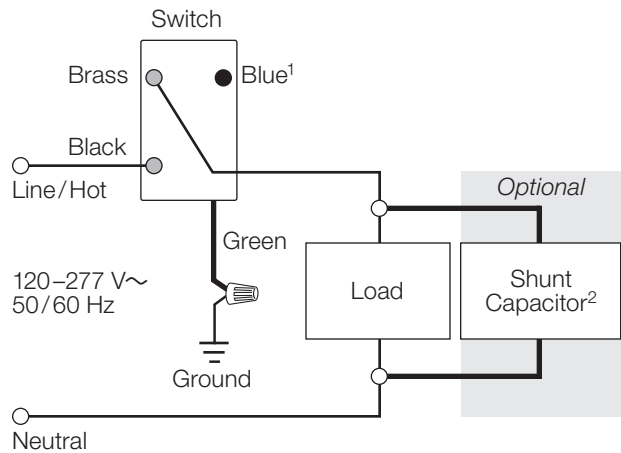 Switch
Brass
Blue¹
Black
Line/Hot
Optional
Green
120–277 V~
50/60 Hz
Load
Shunt
Capacitor²
Ground
Neutral